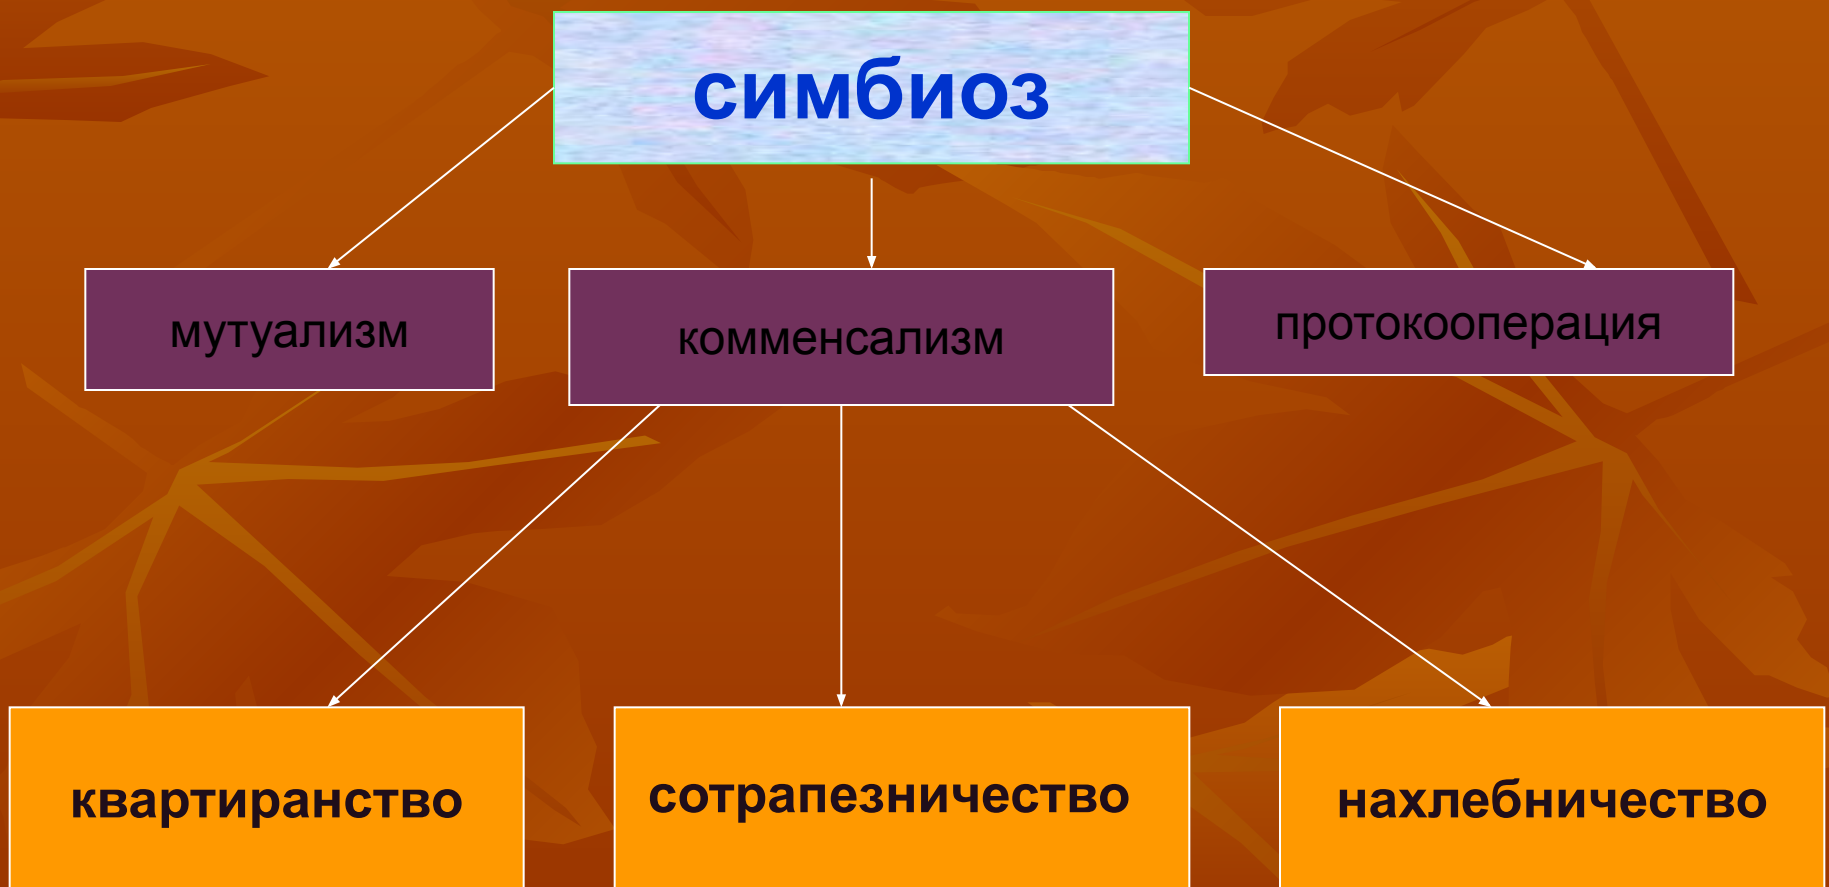 симбиоз
мутуализм
комменсализм
протокооперация
квартиранство
сотрапезничество
нахлебничество